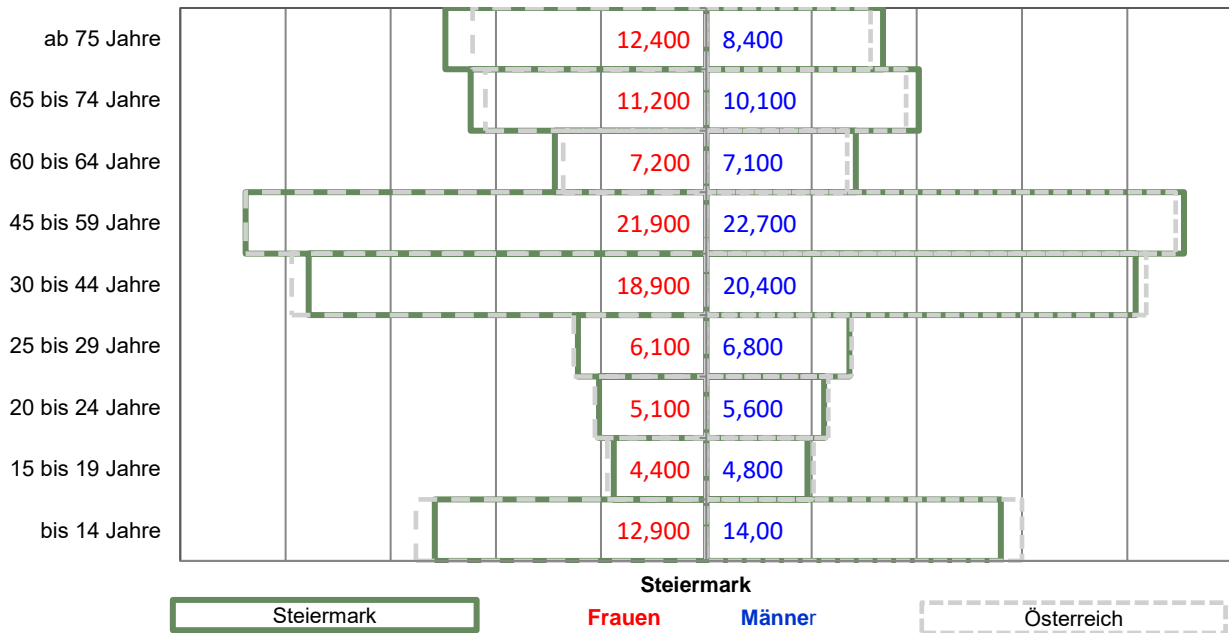 ab 75 Jahre 12,400 8,400
65 bis 74 Jahre 11,200 10,100
60 bis 64 Jahre 7,200 7,100
45 bis 59 Jahre 21,900 22,700
30 bis 44 Jahre 18,900 20,400
25 bis 29 Jahre 6,100 6,800
20 bis 24 Jahre 5,100 5,600
15 bis 19 Jahre 4,400 4,800
bis 14 Jahre 12,900 14,00
Steiermark
Steiermark Frauen Männer Österreich